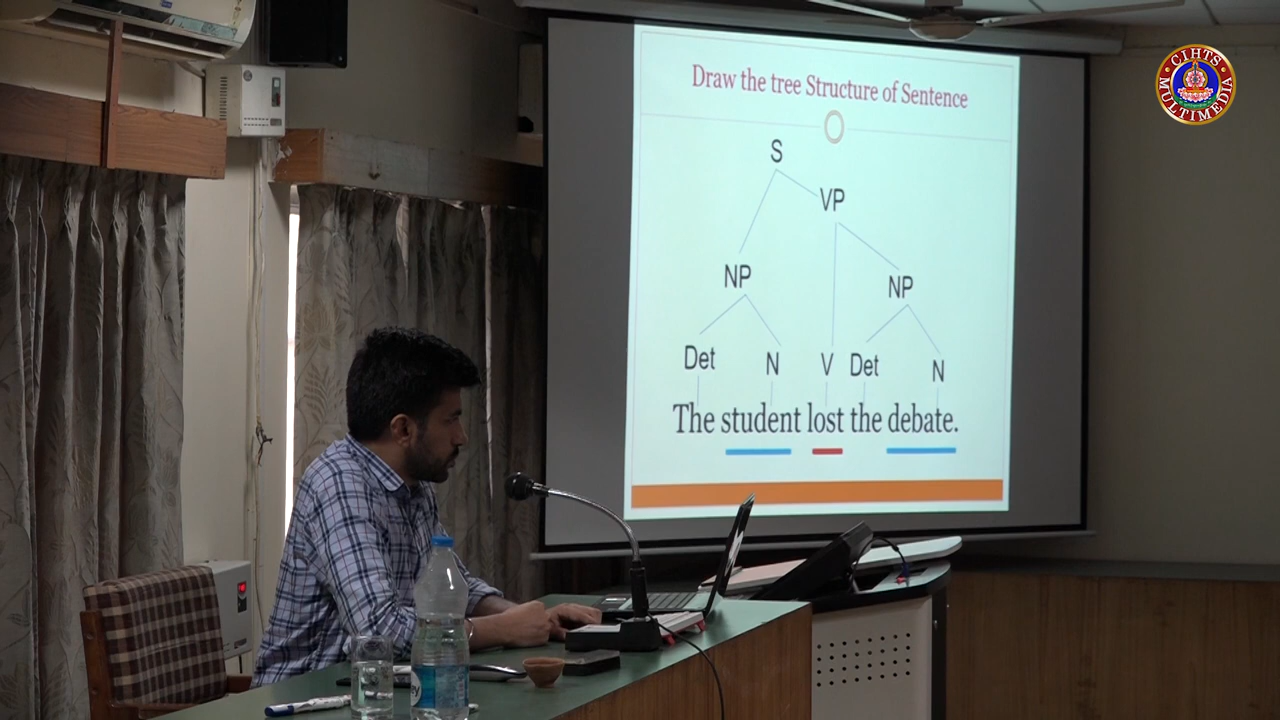 CIHTS
MULTIMEDIA
Draw the tree Structure of Sentence
S
VP
NP
NP
Det N V Det N
The student lost the debate.